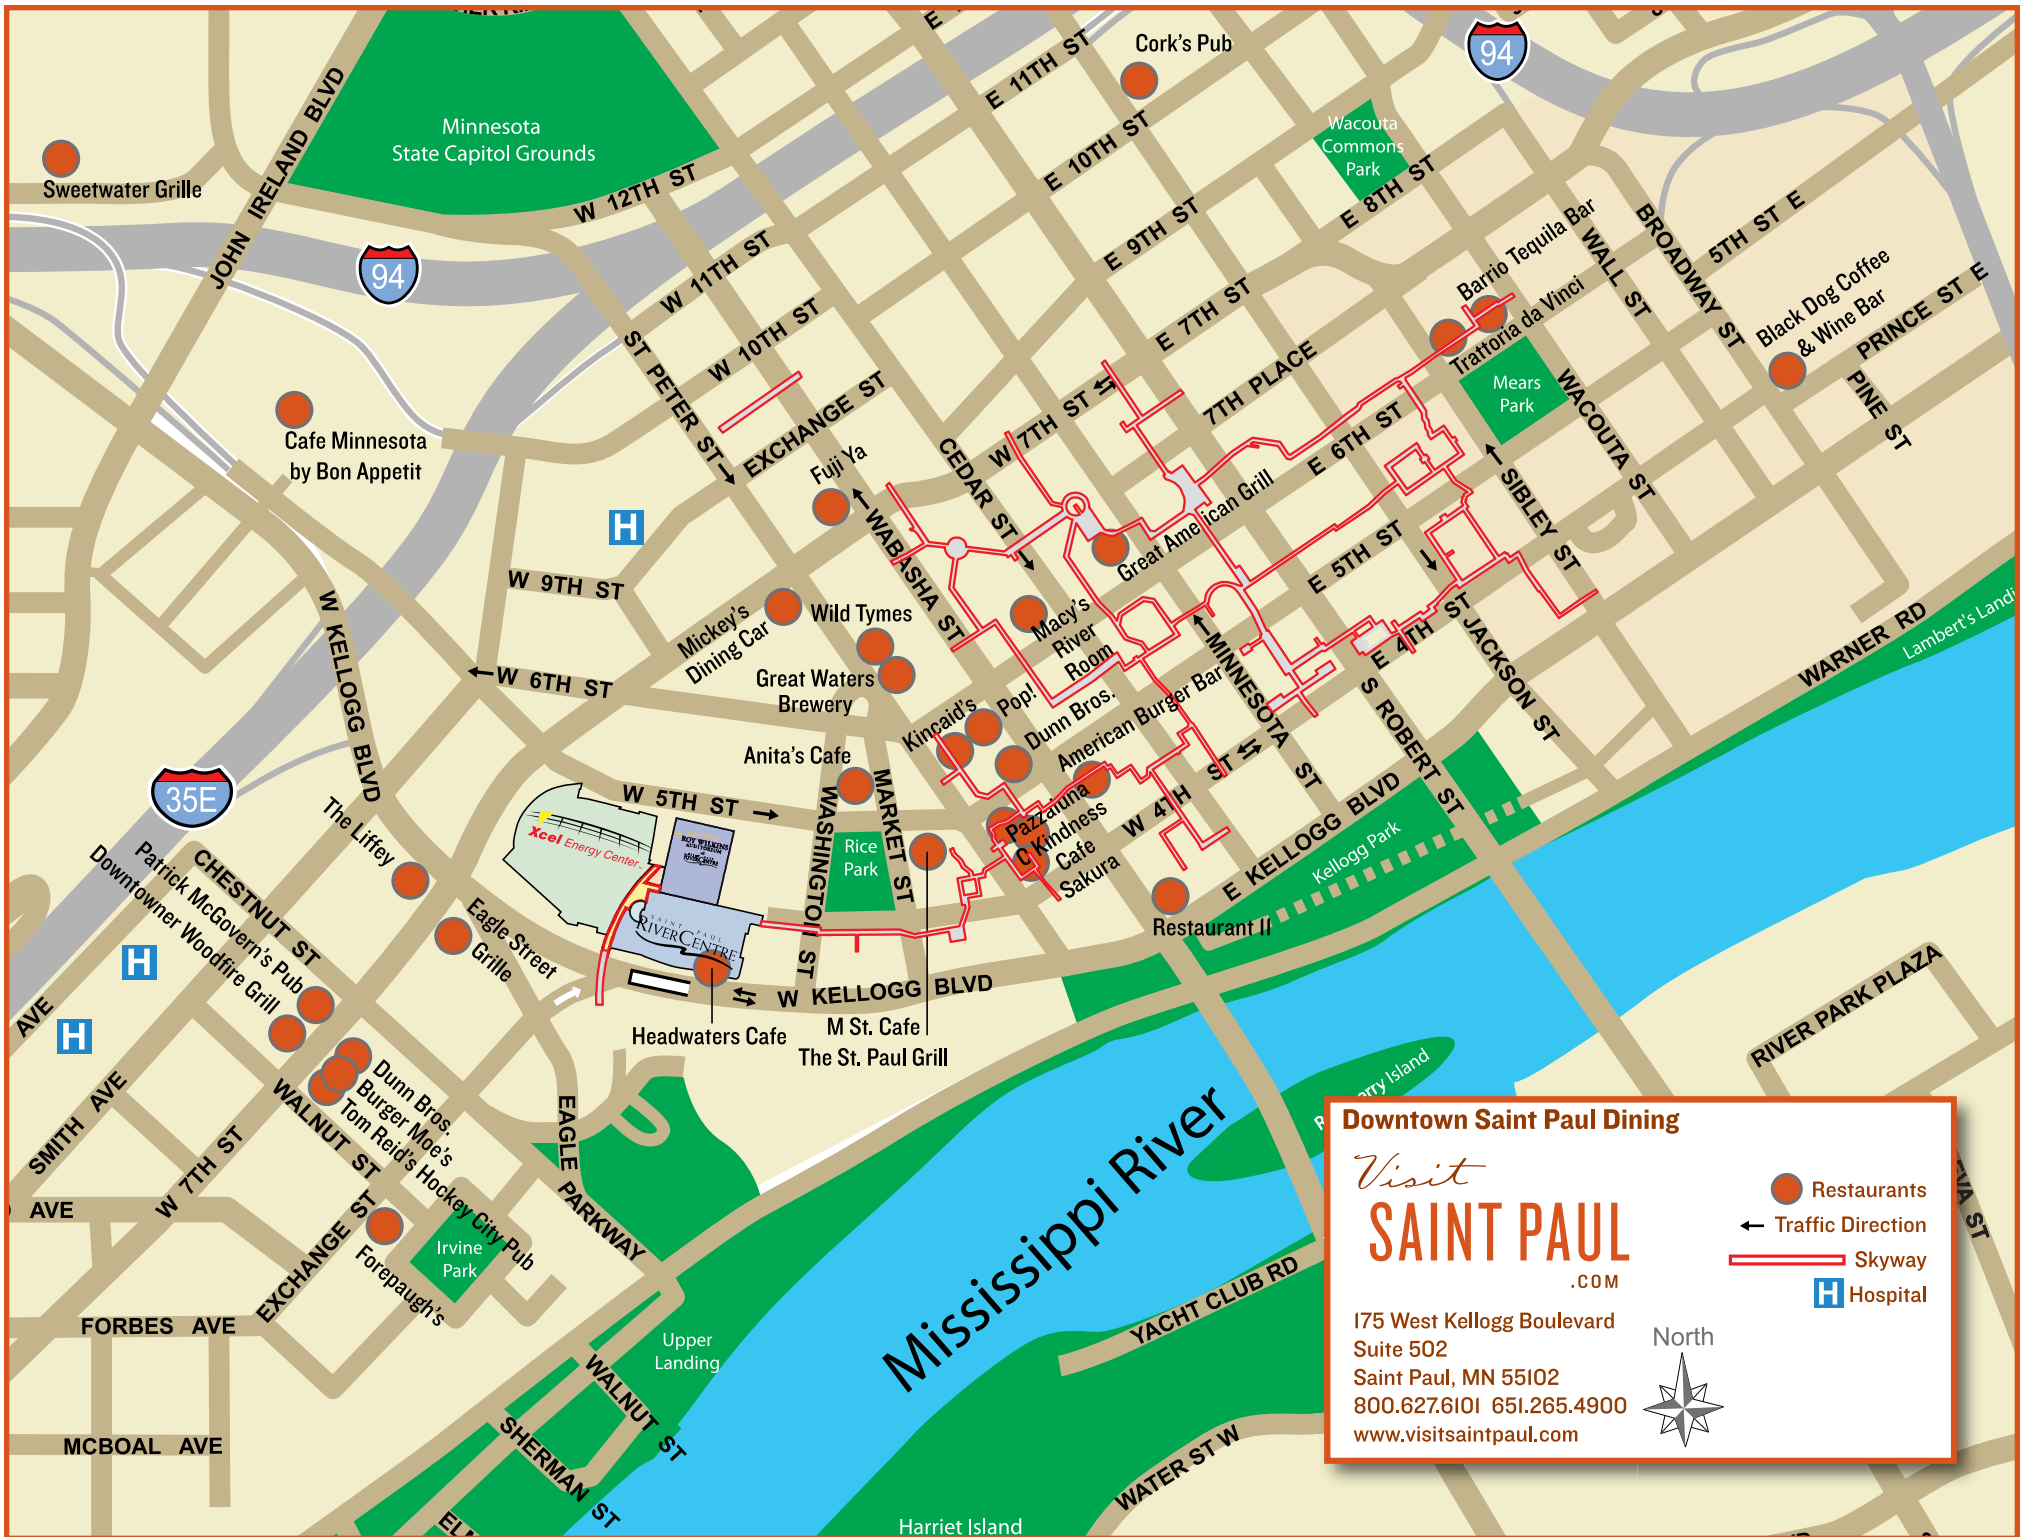 E 11TH ST
Cork's Pub
94
JOHN IRELAND BLVD
Minnesota
State Capitol Grounds
Wacouta
Commons
Park
E 10TH ST
Sweetwater Grille
W 12TH ST
E 9TH ST
E 8TH ST
Barrio Tequila Bar
WALL ST
BROADWAY ST
5TH ST E
94
W 11TH ST
Trattoria da Vinci
Black Dog Coffee
& Wine Bar
PRINCE ST E
W 10TH ST
E 7TH ST
ST PETER ST
7TH PLACE
Mears
Park
WACOUTA ST
PINE ST
Cafe Minnesota
by Bon Appetit
EXCHANGE ST
W 7TH ST
CEDAR ST
E 6TH ST
Fuji Ya
SIBLEY ST
H
WABASHA ST
Great American Grill
E 5TH ST
W 9TH ST
W KELLOGG BLVD
Mickey's
Dining Car
Wild Tymes
Macy's
River
Room
MINNESOTA ST
E 4TH ST
JACKSON ST
WARNER RD
W 6TH ST
Great Waters
Brewery
Kincaid's
Pop!
Dunn Bros.
American Burger Bar
S ROBERT ST
Anita's Cafe
MARKET ST
WASHINGTON ST
W 5TH ST
35E
Xcel Energy Center
ROY WILKINS
AUDITORIUM
The Liffey
Rice
Park
Pazzaluna
C Kindness
Cafe
Sakura
W 4TH ST
E KELLOGG BLVD
Kellogg Park
Patrick McGovern's Pub
Downtowner Woodfire Grill
CHESTNUT ST
Eagle Street
Grille
SAINT PAUL
RIVERCENTRE
Restaurant II
H
W KELLOGG BLVD
Headwaters Cafe
M St. Cafe
The St. Paul Grill
AVE
H
RIVER PARK PLAZA
SMITH AVE
W 7TH ST
WALNUT ST
Dunn Bros.
Burger Moe's
Tom Reid's Hockey City Pub
EAGLE PARKWAY
AVE
EXCHANGE ST
Forepaugh's
Irvine
Park
FORBES AVE
MCBOAL AVE
Upper
Landing
WALNUT ST
SHERMAN ST
Mississippi River
YACHT CLUB RD
WATER ST W
Harriet Island
Downtown Saint Paul Dining
Visit
SAINT PAUL
.COM
175 West Kellogg Boulevard
Suite 502
Saint Paul, MN 55102
800.627.6101 651.265.4900
www.visitsaintpaul.com
Restaurants
Traffic Direction
Skyway
H Hospital
North